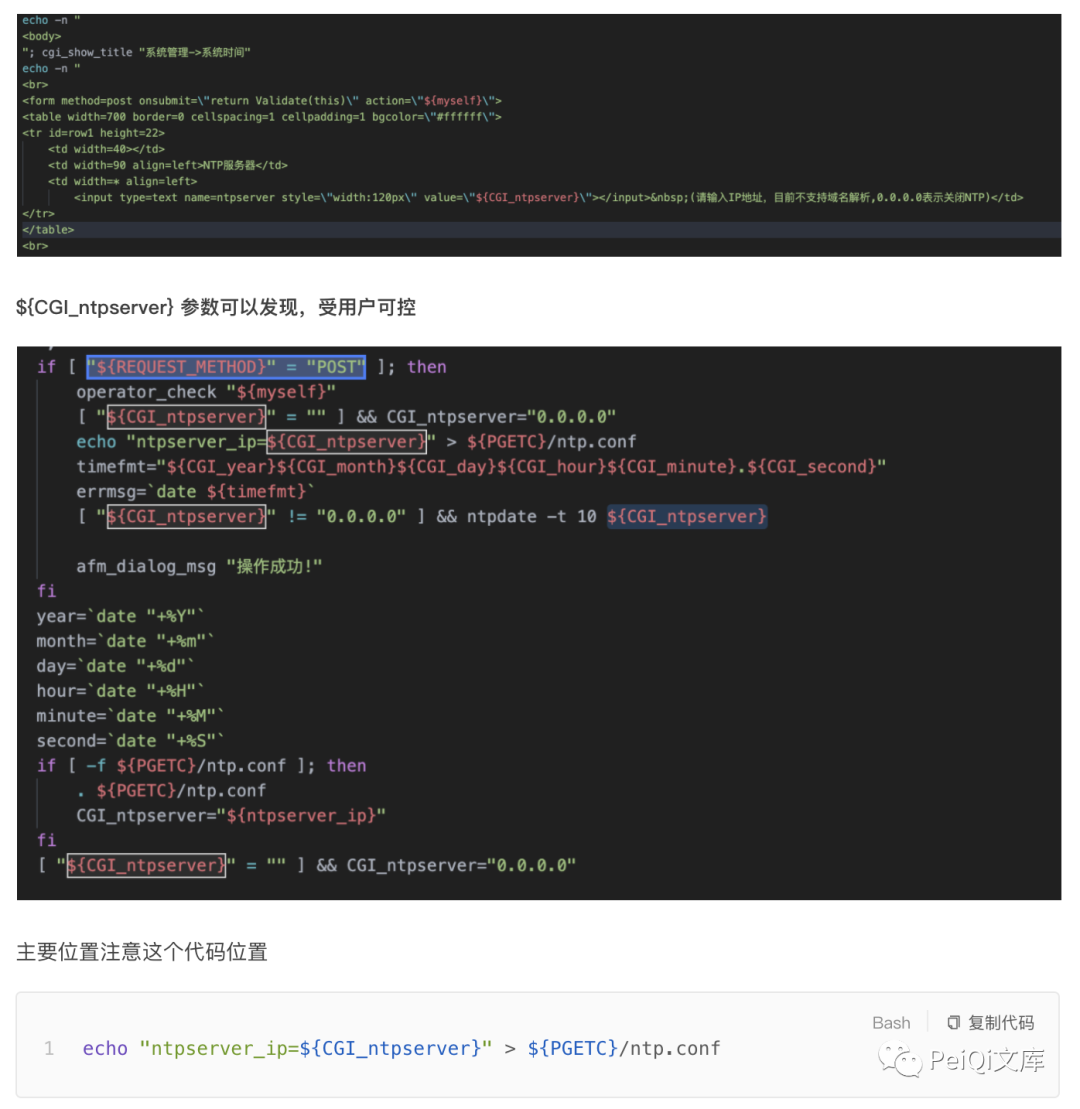 echo -n "
<body>
"; cgi_show_title "系统管理->系统时间"
echo -n "
<br>
<form method=post onsubmit=\"return Validate(this)\" action=\"${myself}\">
<table width=700 border=0 cellspacing=1 cellpadding=1 bgcolor=\"#ffffff\">
<tr id=row1 height=22>
<td width=40></td>
<td width=90 align=left>NTP服务器</td>
<td width=* align=left>
<input type=text name=ntpserver style=\"width:120px\" value=\"${CGI_ntpserver}\"></input>&nbsp;(请输入IP地址, 目前不支持域名解析,0.0.0.0表示关闭NTP)</td>
</tr>
</table>
<br>
${CGI_ntpserver} 参数可以发现，受用户可控
if [ "${REQUEST_METHOD}" = "POST" ]; then
operator_check "${myself}"
[ "${CGI_ntpserver}" = "" ] && CGI_ntpserver="0.0.0.0"
echo "ntpserver_ip=${CGI_ntpserver}" > ${PGETC}/ntp.conf
timefmt="${CGI_year}${CGI_month}${CGI_day}${CGI_hour}${CGI_minute}.${CGI_second}"
errmsg=`date ${timefmt}`
[ "${CGI_ntpserver}" != "0.0.0.0" ] && ntpdate -t 10 ${CGI_ntpserver}
afm_dialog_msg "操作成功!"
fi
year=`date "+%Y"`
month=`date "+%m"`
day=`date "+%d"`
hour=`date "+%H"`
minute=`date "+%M"`
second=`date "+%S"`
if [ -f ${PGETC}/ntp.conf ]; then
. ${PGETC}/ntp.conf
CGI_ntpserver="${ntpserver_ip}"
fi
[ "${CGI_ntpserver}" = "" ] && CGI_ntpserver="0.0.0.0"
主要位置注意这个代码位置
Bash 复制代码
1 echo "ntpserver_ip=${CGI_ntpserver}" > ${PGETC}/ntp.conf
PeiQi文库